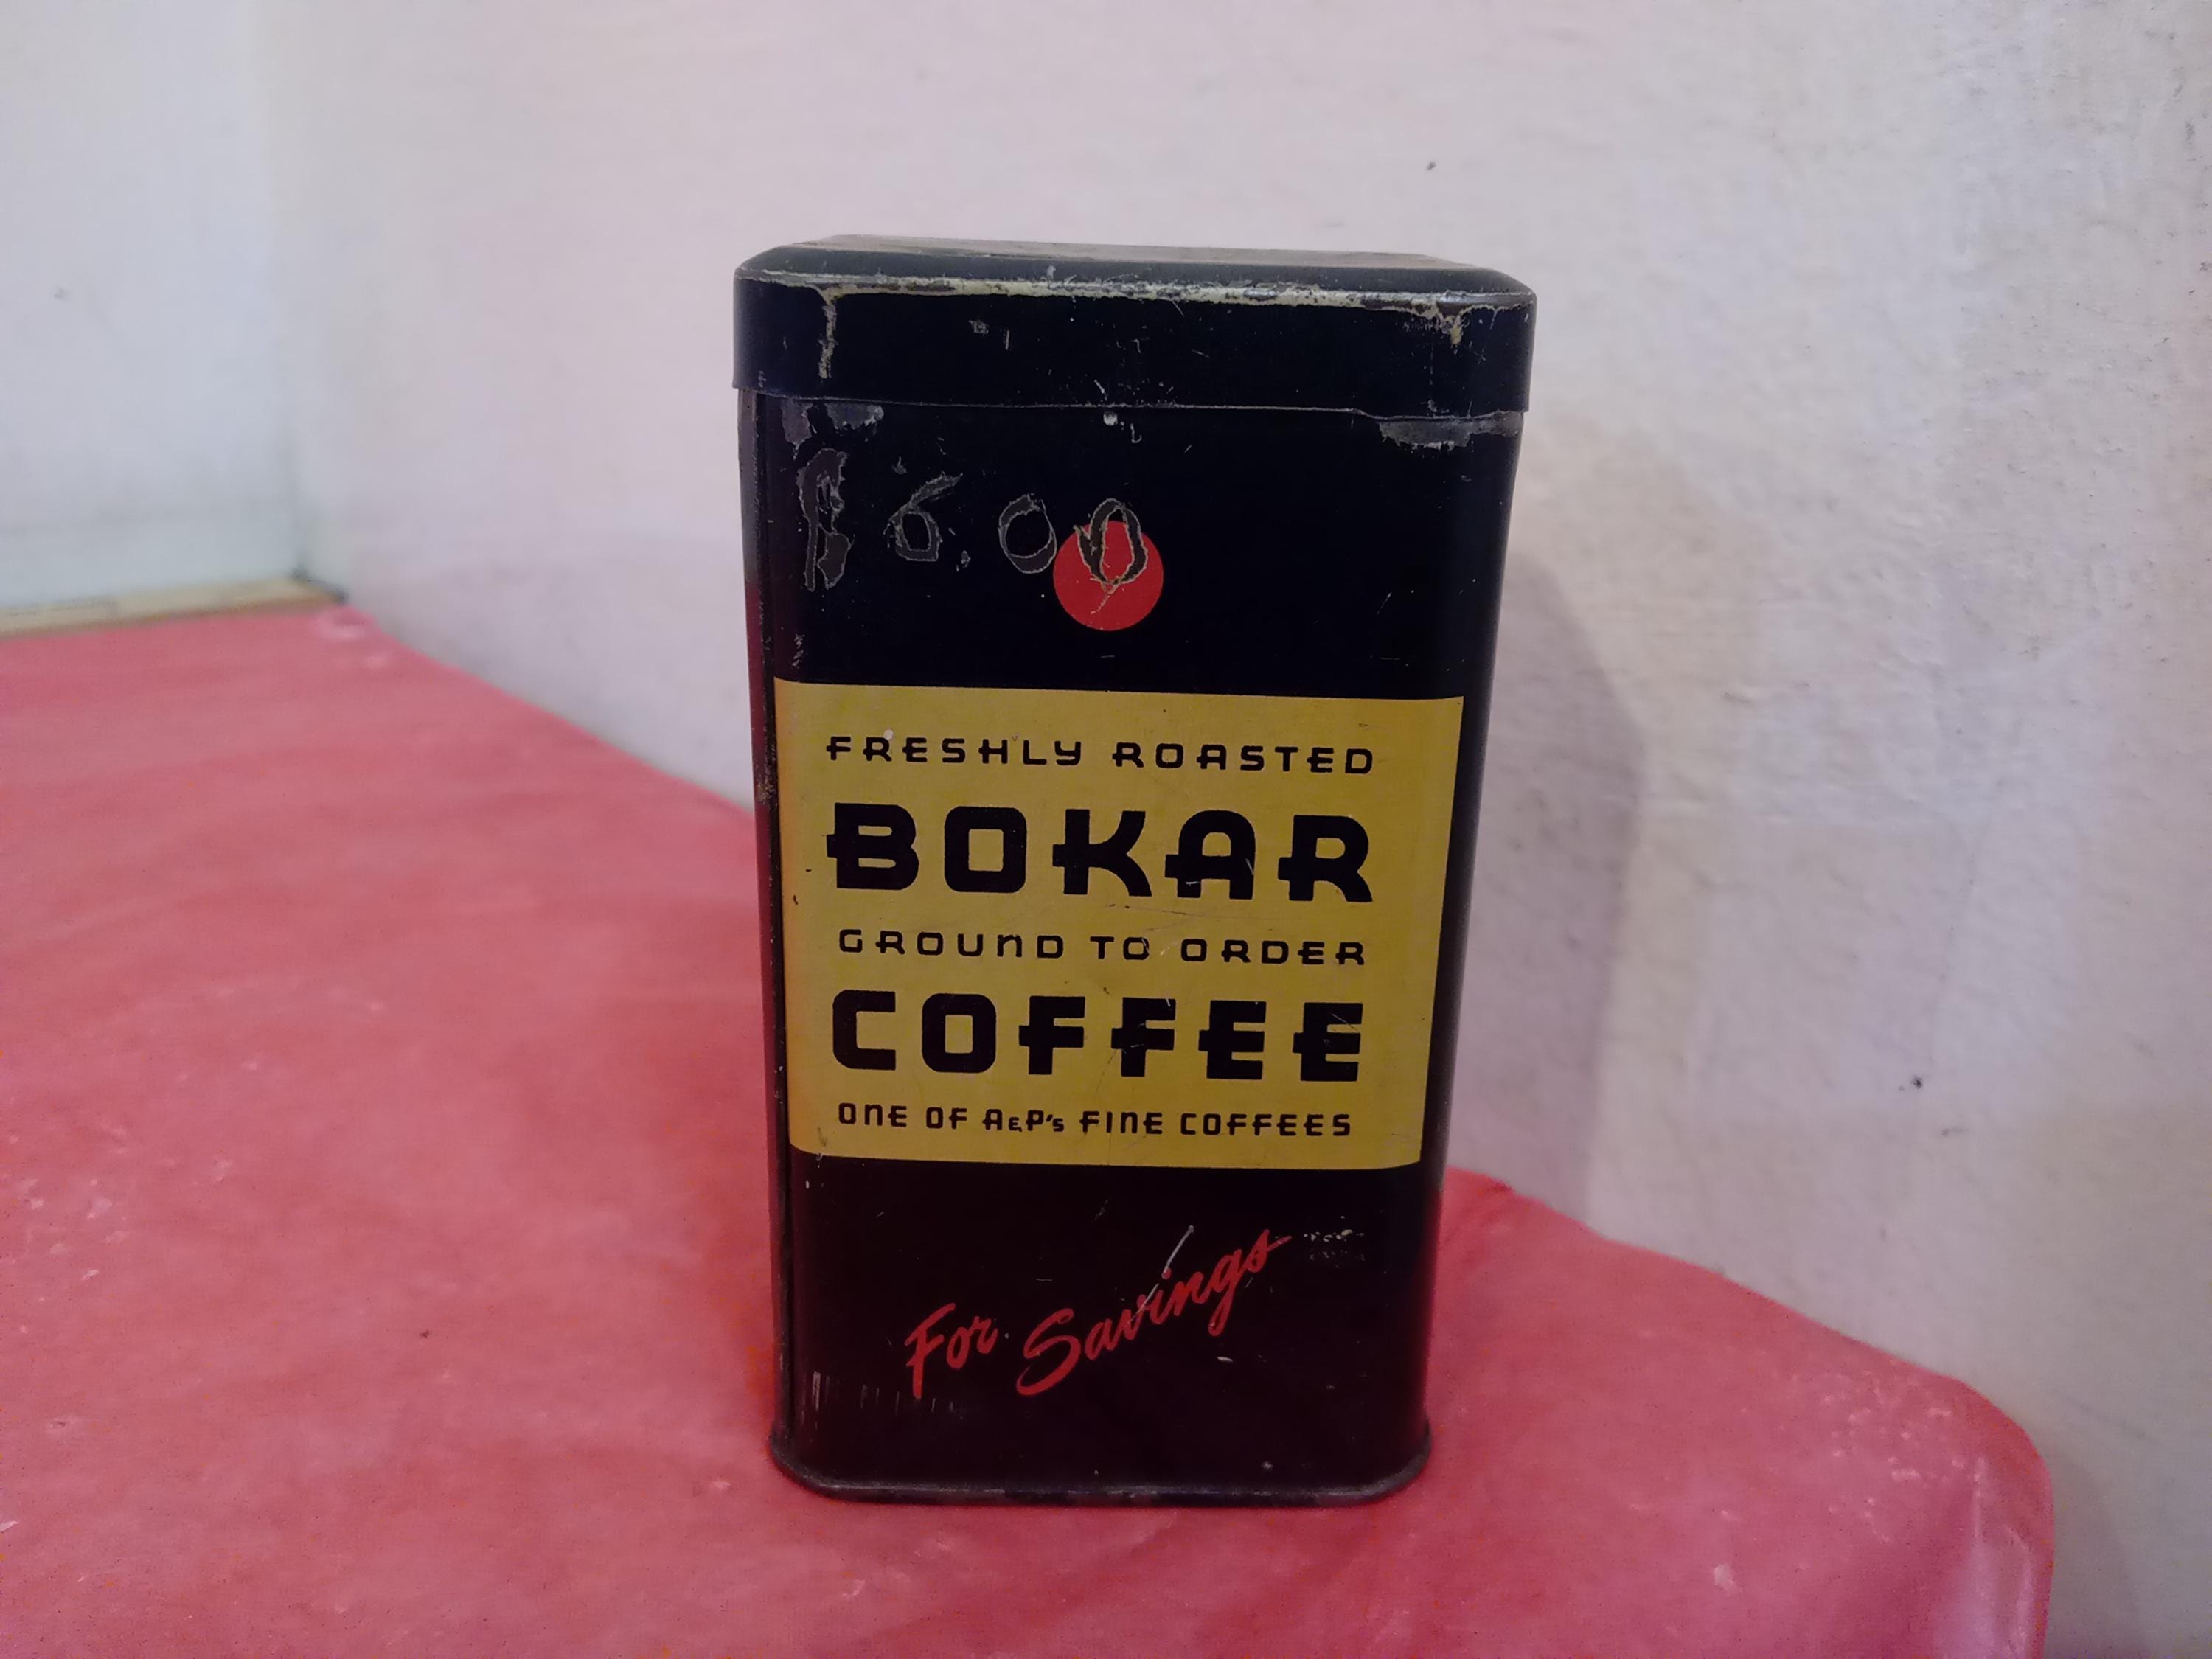 $6.00
FRESHLY ROASTED
BOKAR
GROUND TO ORDER
COFFEE
ONE OF A&P's FINE COFFEES
For Savings